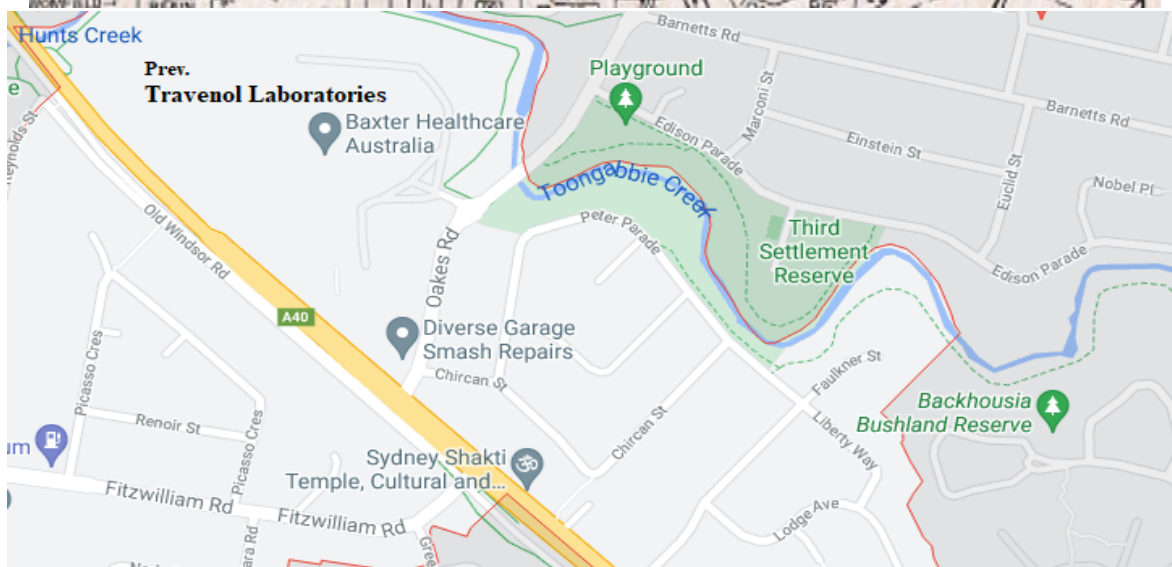 Hunts Creek
Prev.
Travenol Laboratories
Baxter Healthcare
Australia
Playground
Barnetts Rd
Marconi St
Edison Parade
Einstein St
Barnetts Rd
Euclid St
Nobel Pl
Toongabbie Creek
Peter Parade
Third
Settlement
Reserve
Edison Parade
Reynolds St
Old Windsor Rd
Oakes Rd
A40
Diverse Garage
Smash Repairs
Chircan St
Picasso Cres
Renoir St
Picasso Cres
Faulkner St
Backhousia
Bushland Reserve
Liberty Way
Chircan St
Sydney Shakti
Temple, Cultural and...
ॐ
Fitzwilliam Rd
Fitzwilliam Rd
Lodge Ave